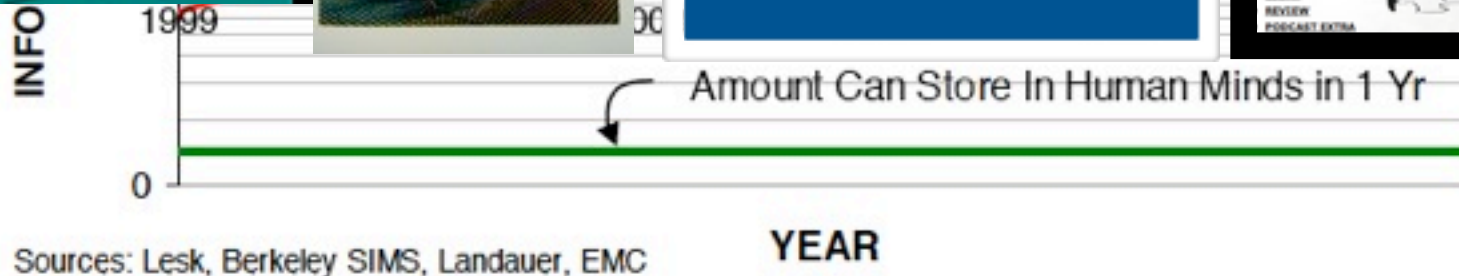 INFO
1999
00
REVIEW
PODCAST EXTRA
Amount Can Store In Human Minds in 1 Yr
0
YEAR
Sources: Lesk, Berkeley SIMS, Landauer, EMC